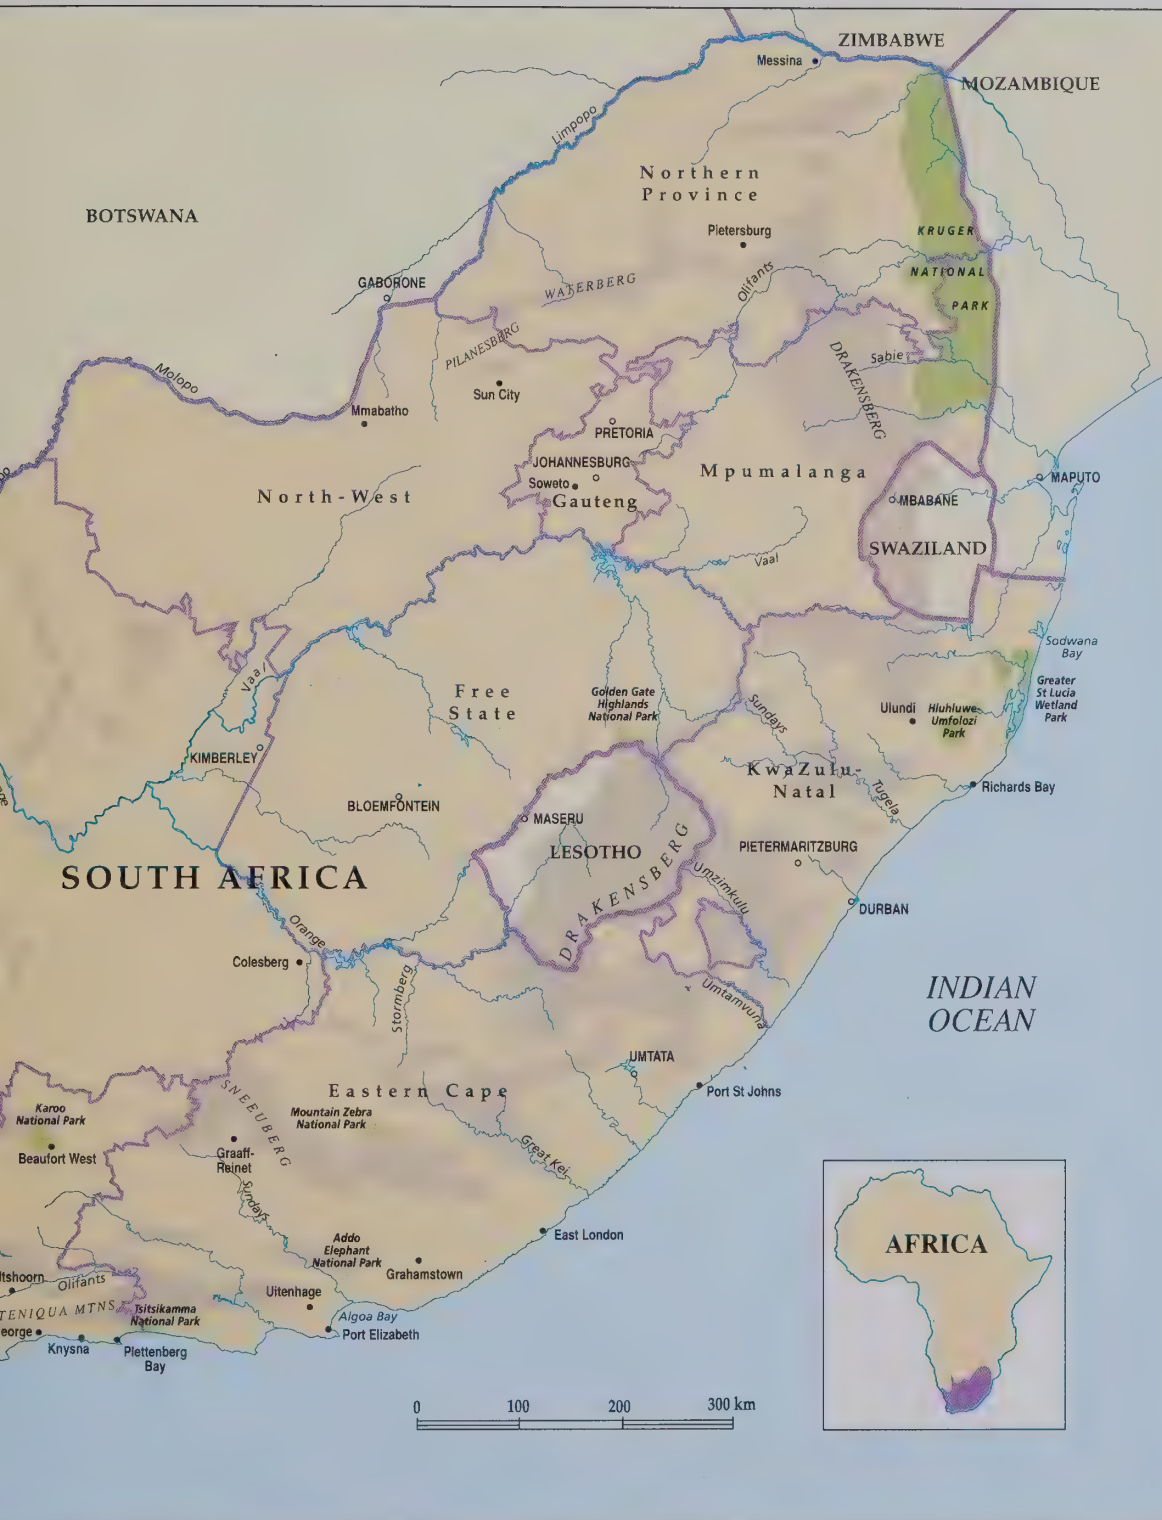 ZIMBABWE
Messina
MOZAMBIQUE
Limpopo
Northern
Province
BOTSWANA
Pietersburg
KRUGER
NATIONAL
PARK
GABORONE
WATERBERG
Olifants
PILANESBERG
Sabie
DRAKENSBERG
Molopo
Sun City
Mmabatho
PRETORIA
JOHANNESBURG
Soweto
Gauteng
Mpumalanga
MAPUTO
North-West
MBABANE
SWAZILAND
Vaal
Sodwana
Bay
Vaal
Free
State
Golden Gate
Highlands
National Park
Sundays
Ulundi
Hluhluwe-
Umfolozi
Park
Greater
St Lucia
Wetland
Park
KIMBERLEY
KwaZulu-
Natal
Tugela
Richards Bay
BLOEMFONTEIN
MASERU
LESOTHO
PIETERMARITZBURG
SOUTH AFRICA
DRAKENSBERG
Umzimkulu
DURBAN
Orange
Colesberg
Stormberg
Umtamvuna
INDIAN
OCEAN
UMTATA
Port St Johns
Eastern Cape
SNEEUBERG
Karoo
National Park
Mountain Zebra
National Park
Beaufort West
Graaff-
Reinet
Great Kei
Sundays
East London
Addo
Elephant
National Park
Grahamstown
AFRICA
ltshoorn
Olifants
Uitenhage
TENIQUA MTNS
Tsitsikamma
National Park
Algoa Bay
eorge
Port Elizabeth
Knysna
Plettenberg
Bay
0 100 200 300 km